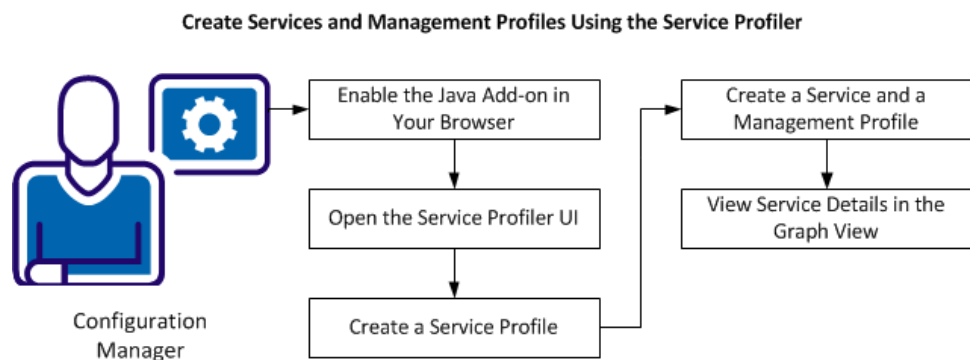 Create Services and Management Profiles Using the Service Profiler
Enable the Java Add-on in
Your Browser
Open the Service Profiler UI
Create a Service Profile
Create a Service and a
Management Profile
View Service Details in the
Graph View
Configuration
Manager